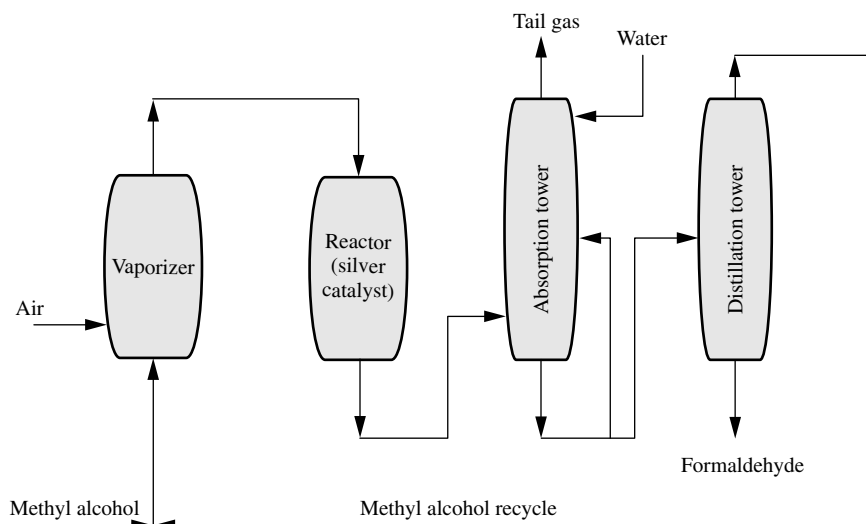 Tail gas
Water
Vaporizer
Reactor
(silver
catalyst)
Absorption tower
Distillation tower
Air
Formaldehyde
Methyl alcohol
Methyl alcohol recycle